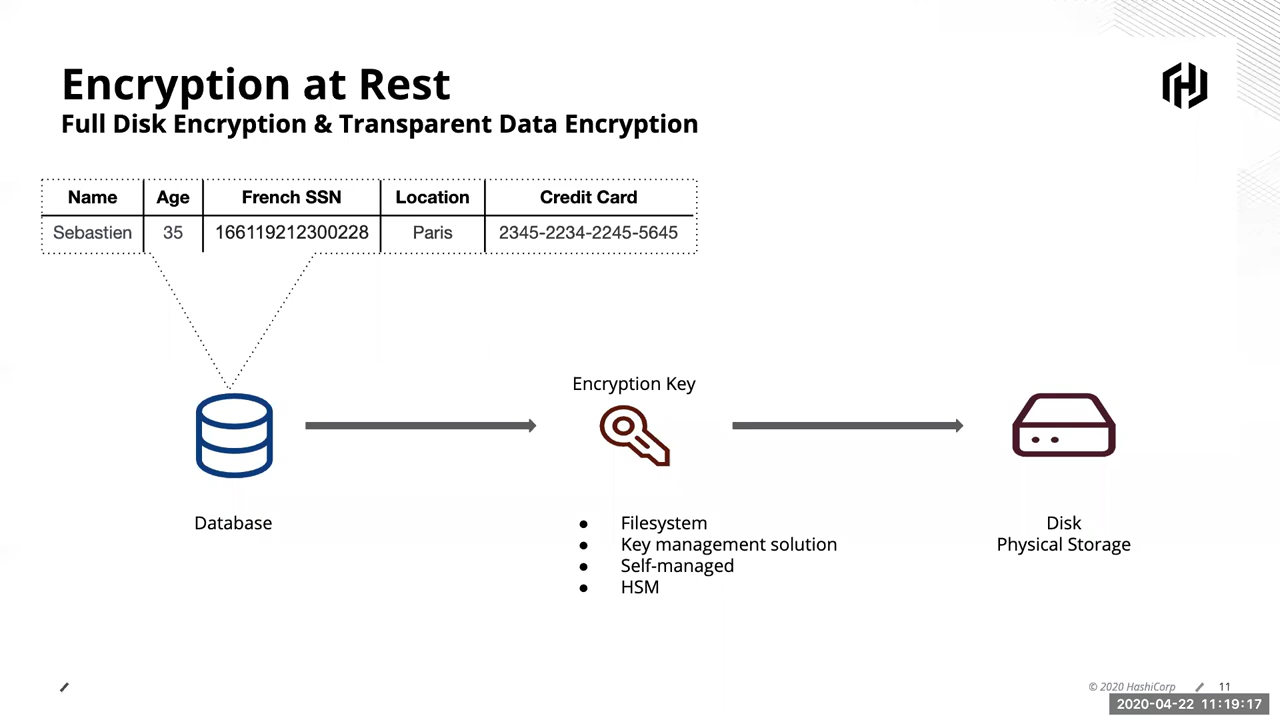 Encryption at Rest
Full Disk Encryption & Transparent Data Encryption
Name Age French SSN Location Credit Card
Sebastien 35 166119212300228 Paris 2345-2234-2245-5645
Encryption Key
Database
● Filesystem
● Key management solution
● Self-managed
● HSM
Disk
Physical Storage
© 2020 HashiCorp
11
2020-04-22 11:19:17